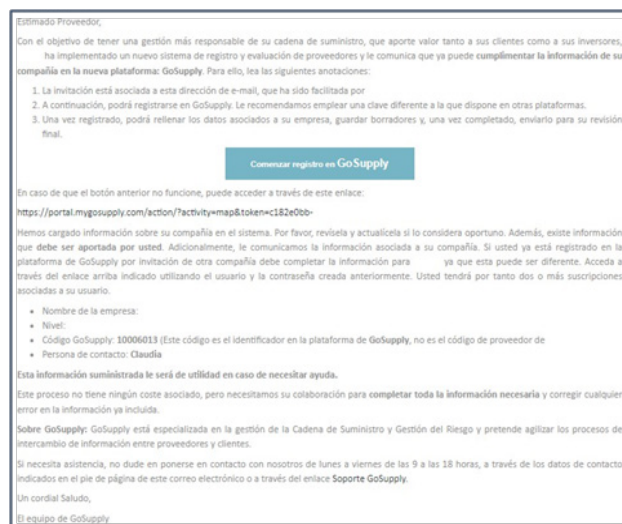 Estimado Proveedor,
Con el objetivo de tener una gestión más responsable de su cadena de suministro, que aporte valor tanto a sus clientes como a sus inversores,
ha implementado un nuevo sistema de registro y evaluación de proveedores y le comunica que ya puede cumplimentar la información de su
compañía en la nueva plataforma: GoSupply. Para ello, lea las siguientes anotaciones:
1. La invitación está asociada a esta dirección de e-mail, que ha sido facilitada por
2. A continuación, podrá registrarse en GoSupply. Le recomendamos emplear una clave diferente a la que dispone en otras plataformas.
3. Una vez registrado, podrá rellenar los datos asociados a su empresa, guardar borradores y, una vez completado, enviarlo para su revisión
final.
Comenzar registro en GoSupply
En caso de que el botón anterior no funcione, puede acceder a través de este enlace:
https://portal.mygosupply.com/action/?activity=map&token=c182e0bb-
Hemos cargado información sobre su compañía en el sistema. Por favor, revísela y actualícela si lo considera oportuno. Además, existe información
que debe ser aportada por usted. Adicionalmente, le comunicamos la información asociada a su compañía. Si usted ya está registrado en la
plataforma de GoSupply por invitación de otra compañía debe completar la información para ya que esta puede ser diferente. Acceda a
través del enlace arriba indicado utilizando el usuario y la contraseña creada anteriormente. Usted tendrá por tanto dos o más suscripciones
asociadas a su usuario.
• Nombre de la empresa:
• Nivel:
• Código GoSupply: 10006013 (Este código es el identificador en la plataforma de GoSupply, no es el código de proveedor de
• Persona de contacto: Claudia
Esta información suministrada le será de utilidad en caso de necesitar ayuda.
Este proceso no tiene ningún coste asociado, pero necesitamos su colaboración para completar toda la información necesaria y corregir cualquier
error en la información ya incluida.
Sobre GoSupply: GoSupply está especializada en la gestión de la Cadena de Suministro y Gestión del Riesgo y pretende agilizar los procesos de
intercambio de información entre proveedores y clientes.
Si necesita asistencia, no dude en ponerse en contacto con nosotros de lunes a viernes de las 9 a las 18 horas, a través de los datos de contacto
indicados en el pie de página de este correo electrónico o a través del enlace Soporte GoSupply.
Un cordial Saludo,
El equipo de GoSupply